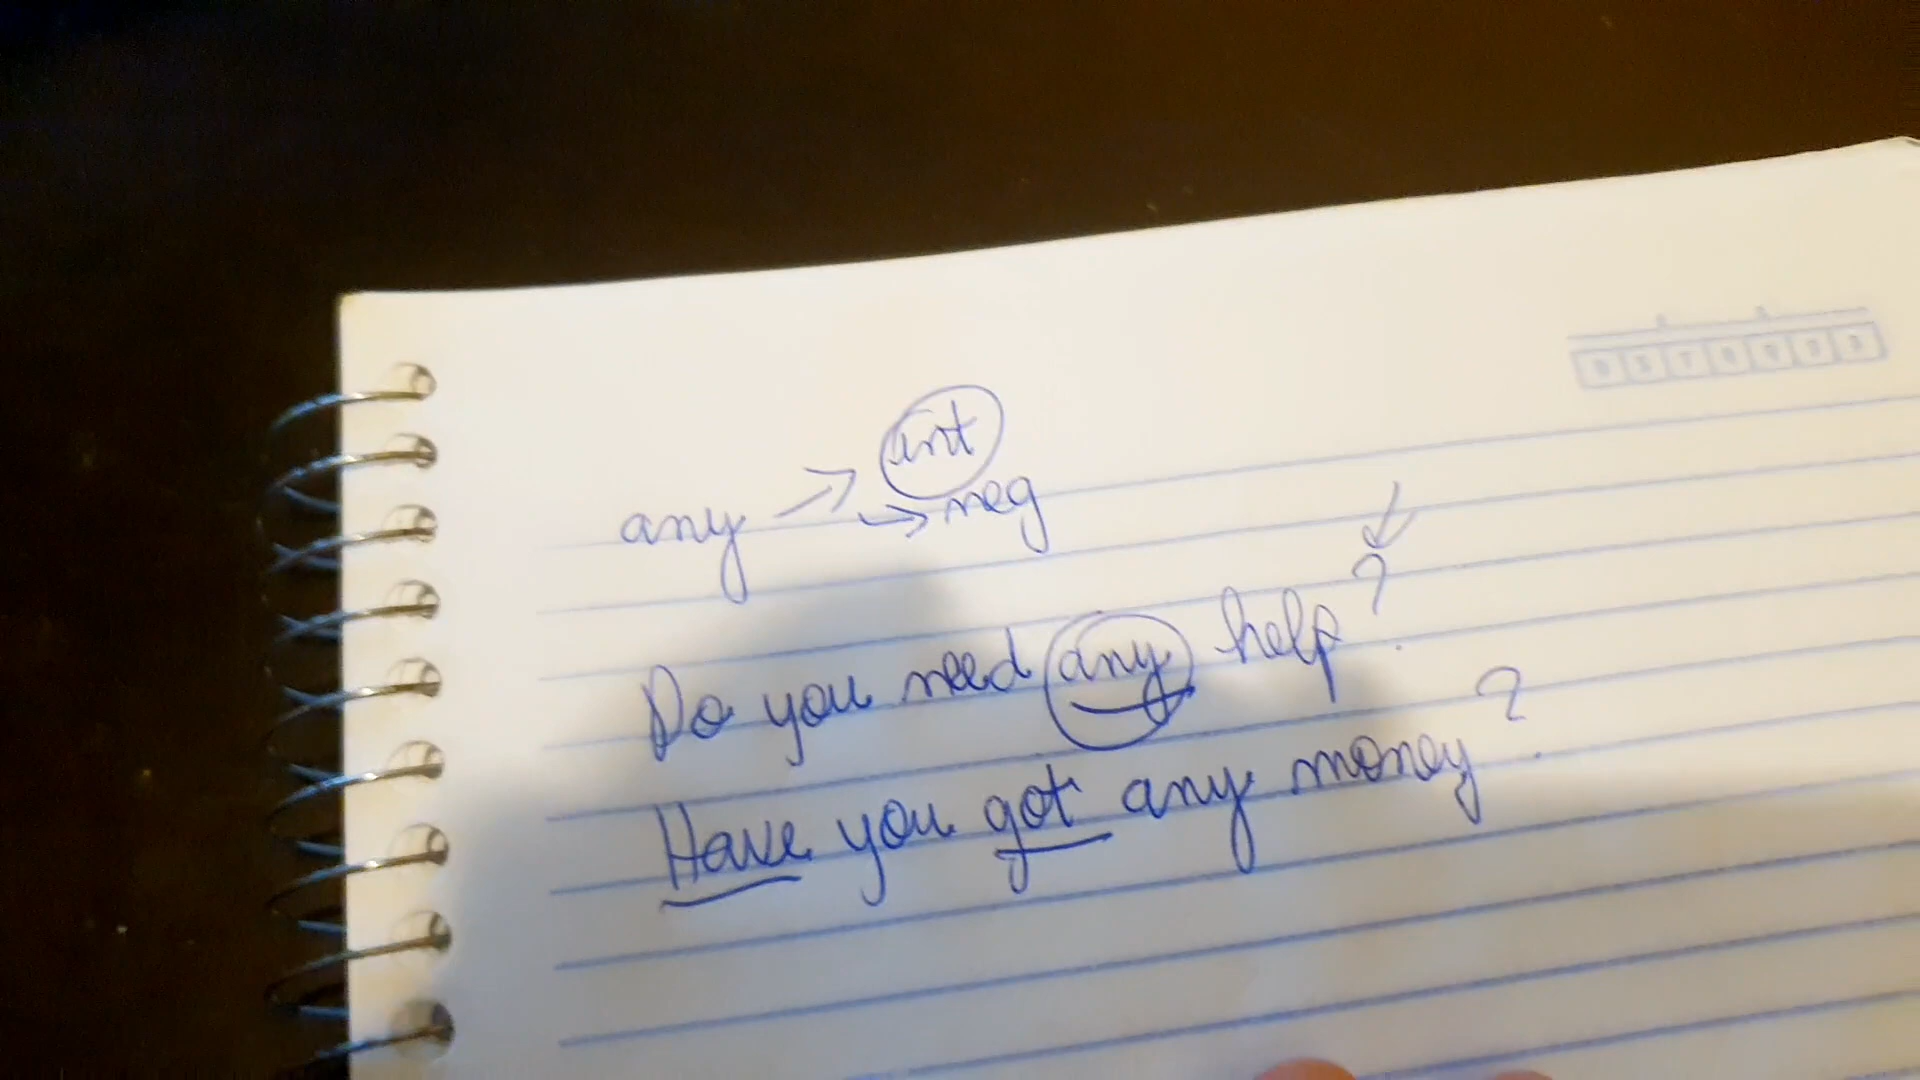 int
any → → neg
Do you need any help?
Have you got any money?